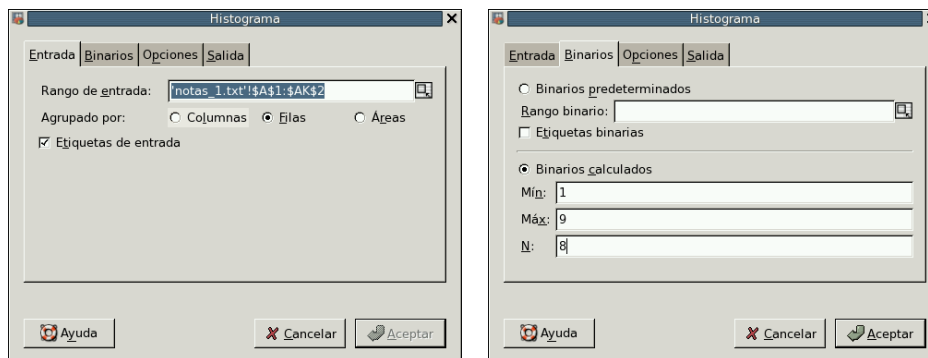 Histograma
Entrada Binarios Opciones Salida
Rango de entrada: 'notas_1.txt'!$A$1:$AK$2
Agrupado por: Columnas Filas Áreas
Etiquetas de entrada
Ayuda Cancelar Aceptar
Histograma
Entrada Binarios Opciones Salida
Binarios predeterminados
Rango binario:
Etiquetas binarias
Binarios calculados
Mín: 1
Máx: 9
N: 8
Ayuda Cancelar Aceptar